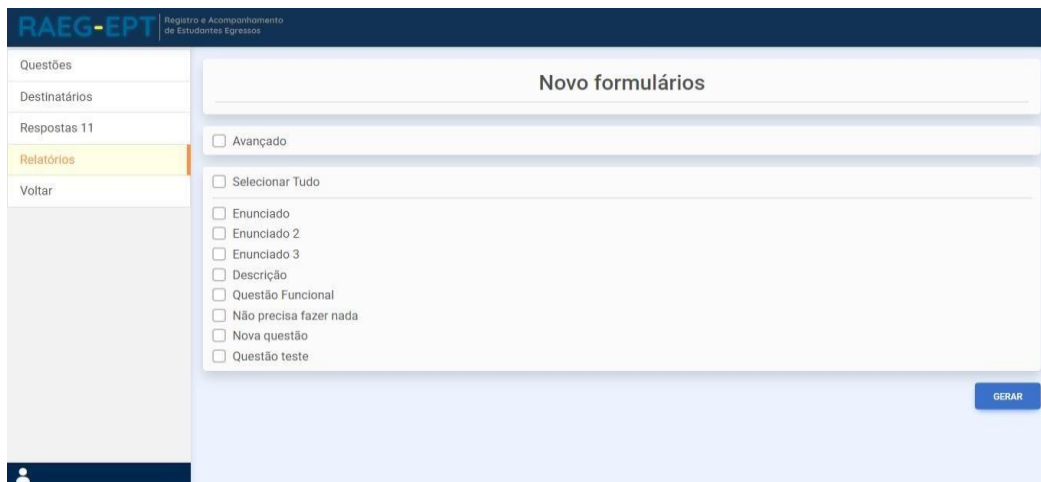 RAEG-EPT
Registro e Acompanhamento
de Estudantes Egressos
Questões
Destinatários
Respostas 11
Relatórios
Voltar
Novo formulários
Avançado
Selecionar Tudo
Enunciado
Enunciado 2
Enunciado 3
Descrição
Questão Funcional
Não precisa fazer nada
Nova questão
Questão teste
GERAR